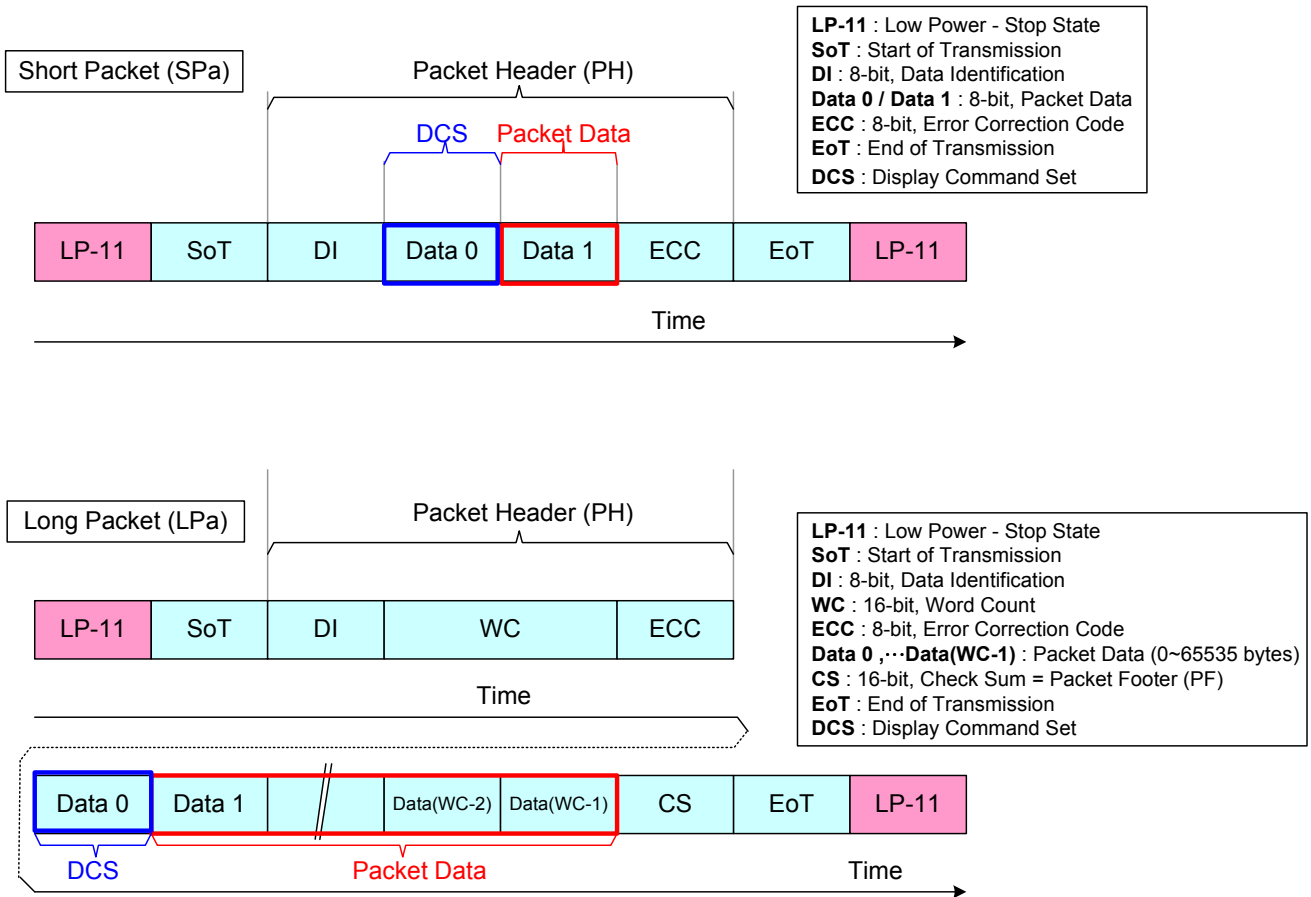 Short Packet (SPa)
Packet Header (PH)
DCS Packet Data
LP-11 SoT DI Data 0 Data 1 ECC EoT LP-11
Time
LP-11 : Low Power - Stop State
SoT : Start of Transmission
DI : 8-bit, Data Identification
Data 0 / Data 1 : 8-bit, Packet Data
ECC : 8-bit, Error Correction Code
EoT : End of Transmission
DCS : Display Command Set
Long Packet (LPa)
Packet Header (PH)
LP-11 SoT DI WC ECC
Time
LP-11 : Low Power - Stop State
SoT : Start of Transmission
DI : 8-bit, Data Identification
WC : 16-bit, Word Count
ECC : 8-bit, Error Correction Code
Data 0 ,⋯Data(WC-1) : Packet Data (0~65535 bytes)
CS : 16-bit, Check Sum = Packet Footer (PF)
EoT : End of Transmission
DCS : Display Command Set
Data 0 Data 1 // Data(WC-2) Data(WC-1) CS EoT LP-11
DCS Packet Data Time